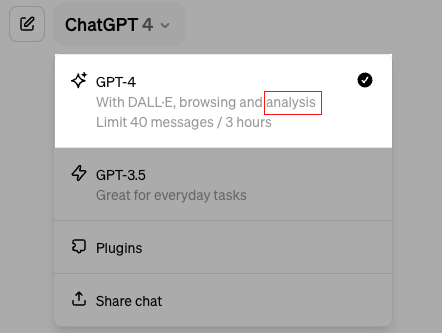 ChatGPT 4
GPT-4
With DALL·E, browsing and analysis
Limit 40 messages / 3 hours
GPT-3.5
Great for everyday tasks
Plugins
Share chat